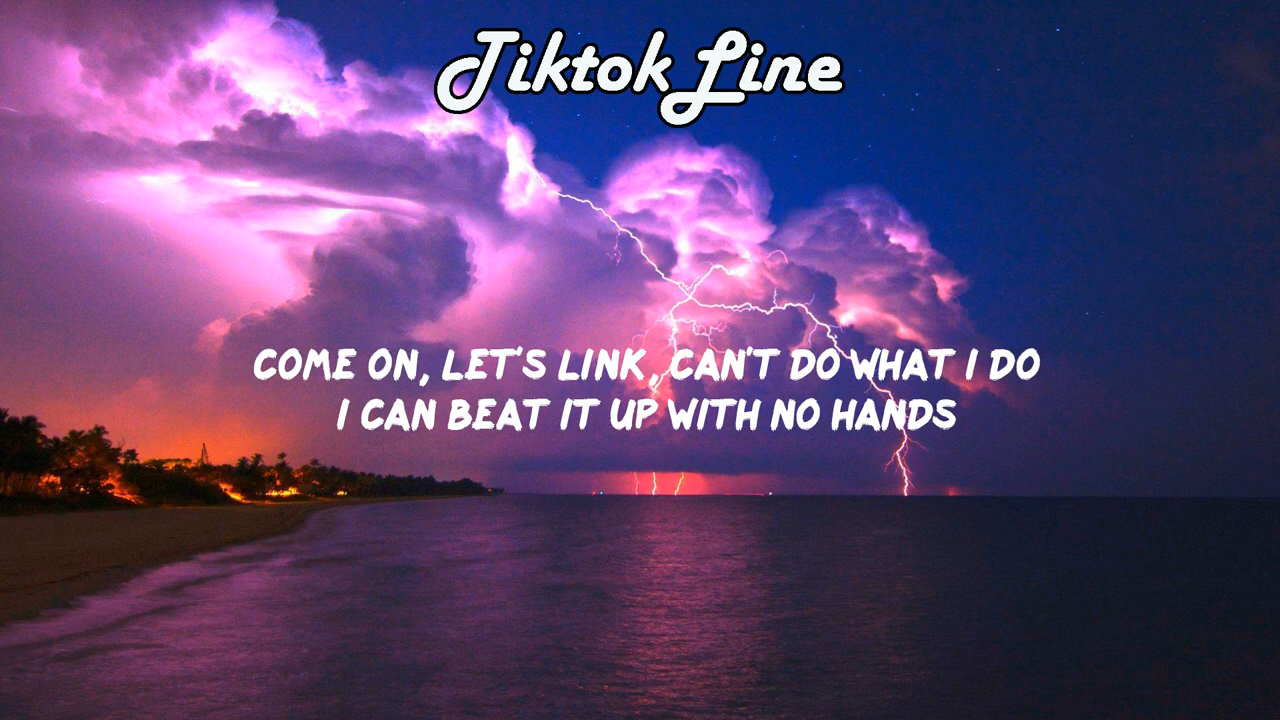 Tiktok Line
COME ON, LET'S LINK, CAN'T DO WHAT I DO
I CAN BEAT IT UP WITH NO HANDS